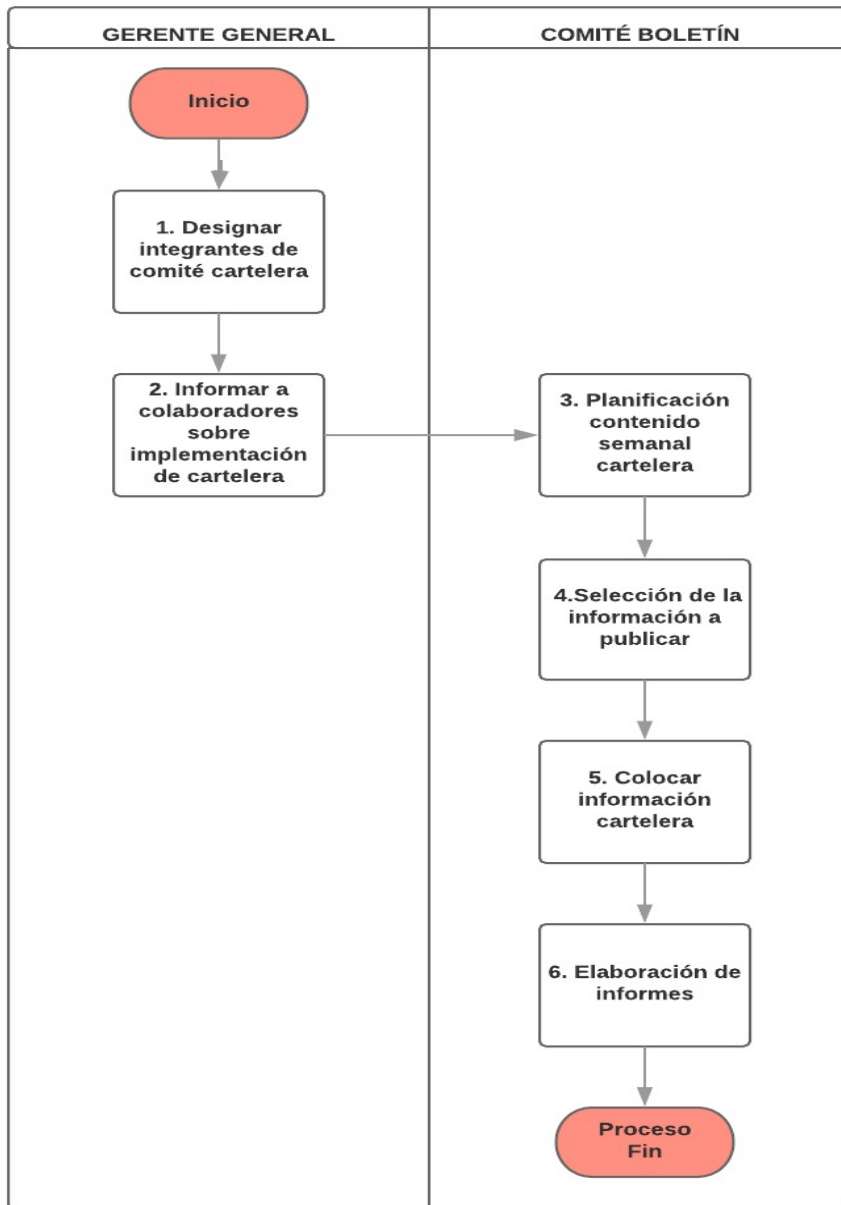 GERENTE GENERAL
COMITÉ BOLETÍN
Inicio
1. Designar
integrantes de
comité cartelera
2. Informar a
colaboradores
sobre
implementación
de cartelera
3. Planificación
contenido
semanal
cartelera
4.Selección de la
información a
publicar
5. Colocar
información
cartelera
6. Elaboración de
informes
Proceso
Fin